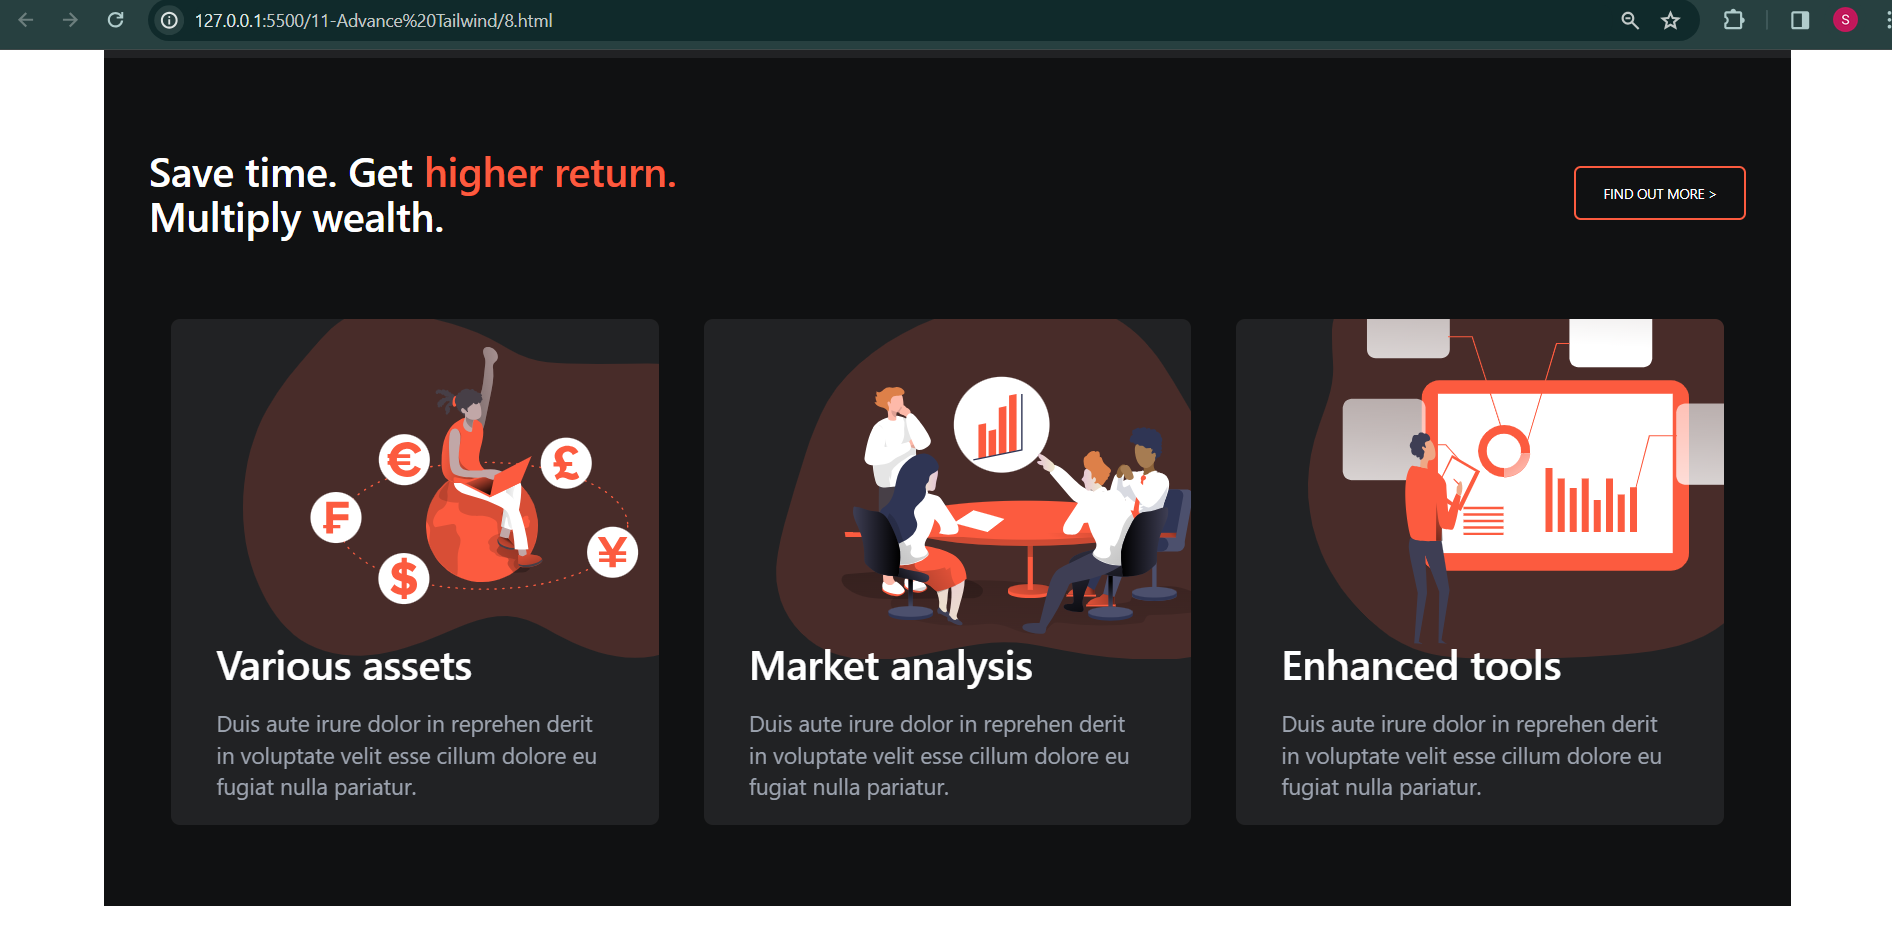 127.0.0.1:5500/11-Advance%20Tailwind/8.html
S
Save time. Get higher return.
Multiply wealth.
FIND OUT MORE >
€
£
₣
$
¥
Various assets
Duis aute irure dolor in reprehen derit
in voluptate velit esse cillum dolore eu
fugiat nulla pariatur.
Market analysis
Duis aute irure dolor in reprehen derit
in voluptate velit esse cillum dolore eu
fugiat nulla pariatur.
Enhanced tools
Duis aute irure dolor in reprehen derit
in voluptate velit esse cillum dolore eu
fugiat nulla pariatur.